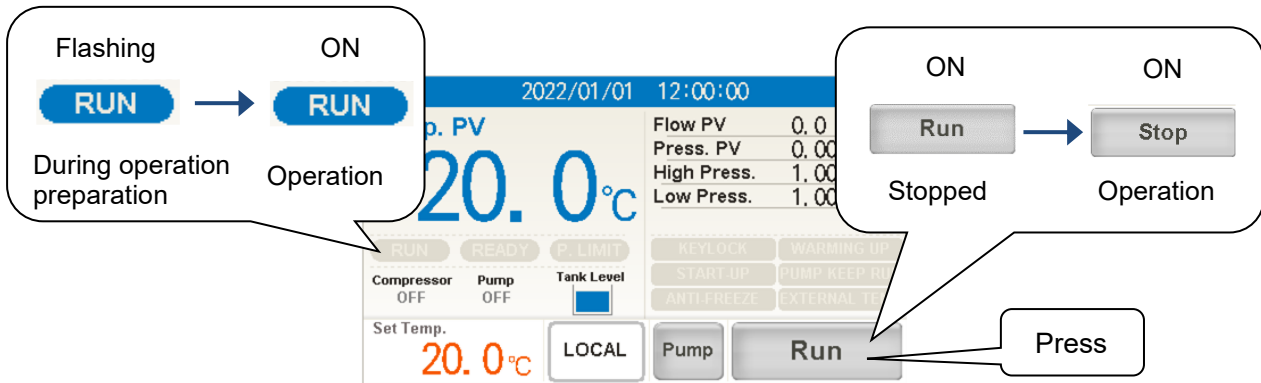 Flashing
ON
RUN
RUN
During operation
preparation
Operation
ON
ON
Run
Stop
Stopped
Operation
2022/01/01 12:00:00
p. PV
20. 0℃
Flow PV 0. 0
Press. PV 0. 00
High Press. 1. 00
Low Press. 1. 00
RUN READY P. LIMIT
KEYLOCK WARMING UP
START UP PUMP KEEP RU
ANTI-FREEZE EXTERNAL TE
Compressor
OFF
Pump
OFF
Tank Level
Set Temp.
20. 0℃
LOCAL
Pump
Run
Press